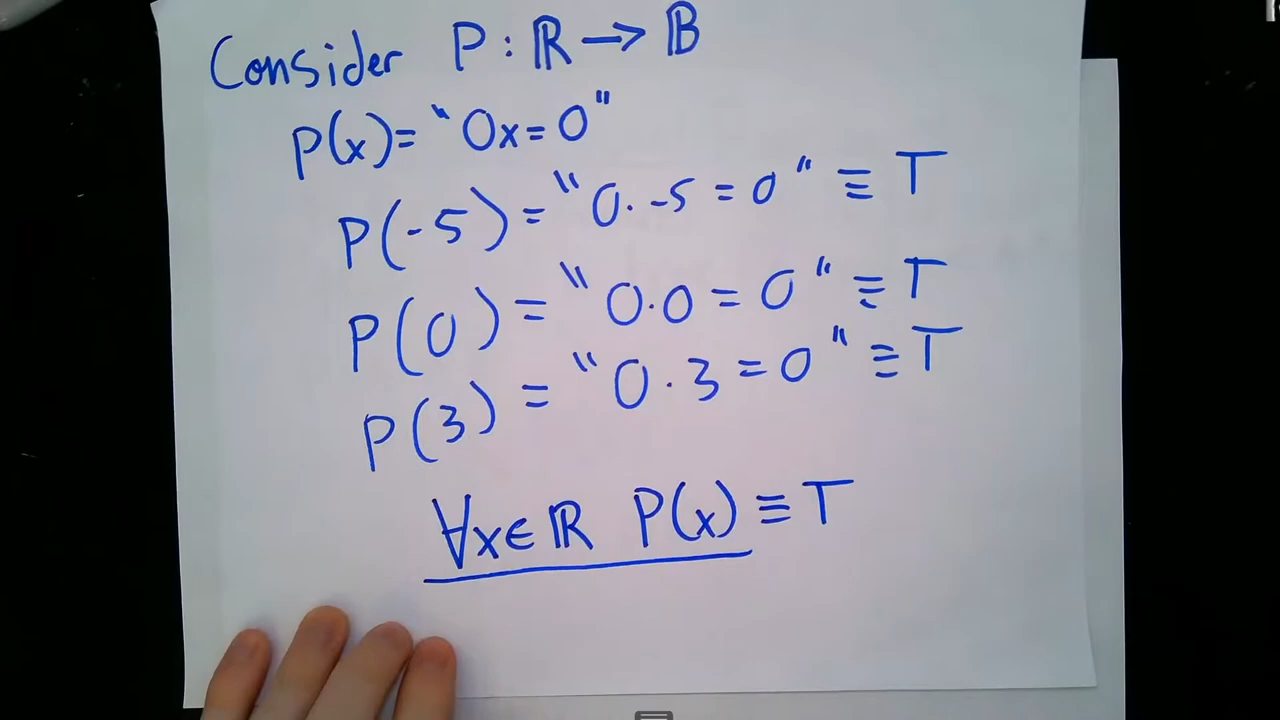 Consider P : ℝ → 𝔹
P(x) = "0x = 0"
P(-5) = "0 · -5 = 0" ≡ T
P(0) = "0 · 0 = 0" ≡ T
P(3) = "0 · 3 = 0" ≡ T
∀x ∈ ℝ P(x) ≡ T